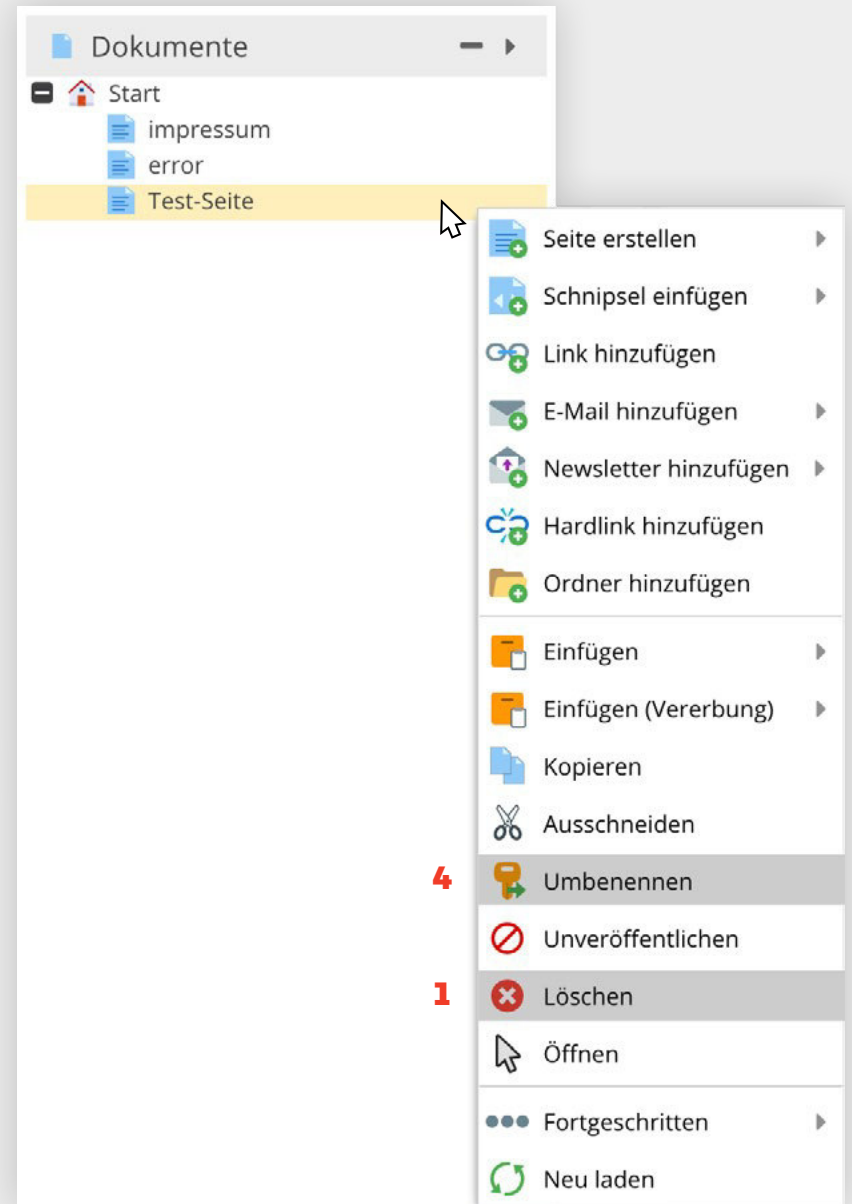 Dokumente
Start
impressum
error
Test-Seite
Seite erstellen
Schnipsel einfügen
Link hinzufügen
E-Mail hinzufügen
Newsletter hinzufügen
Hardlink hinzufügen
Ordner hinzufügen
Einfügen
Einfügen (Vererbung)
Kopieren
Ausschneiden
4 Umbenennen
Unveröffentlichen
1 Löschen
Öffnen
Fortgeschritten
Neu laden